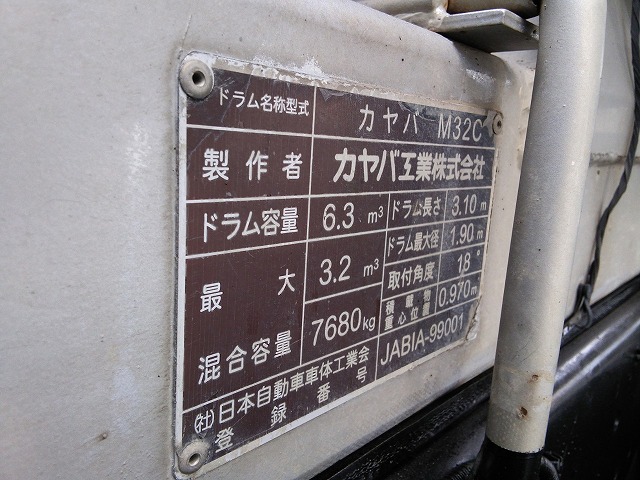 ドラム名称型式 カヤバ M32C
製作者 カヤバ工業株式会社
ドラム容量 6.3 m³ ドラム長さ 3.10 m
ドラム最大径 1.90 m
最大 3.2 m³ 取付角度 18°
混合容量 7680kg 積載物重心位置 0.970m
(社)日本自動車車体工業会 JABIA-99001
登録番号